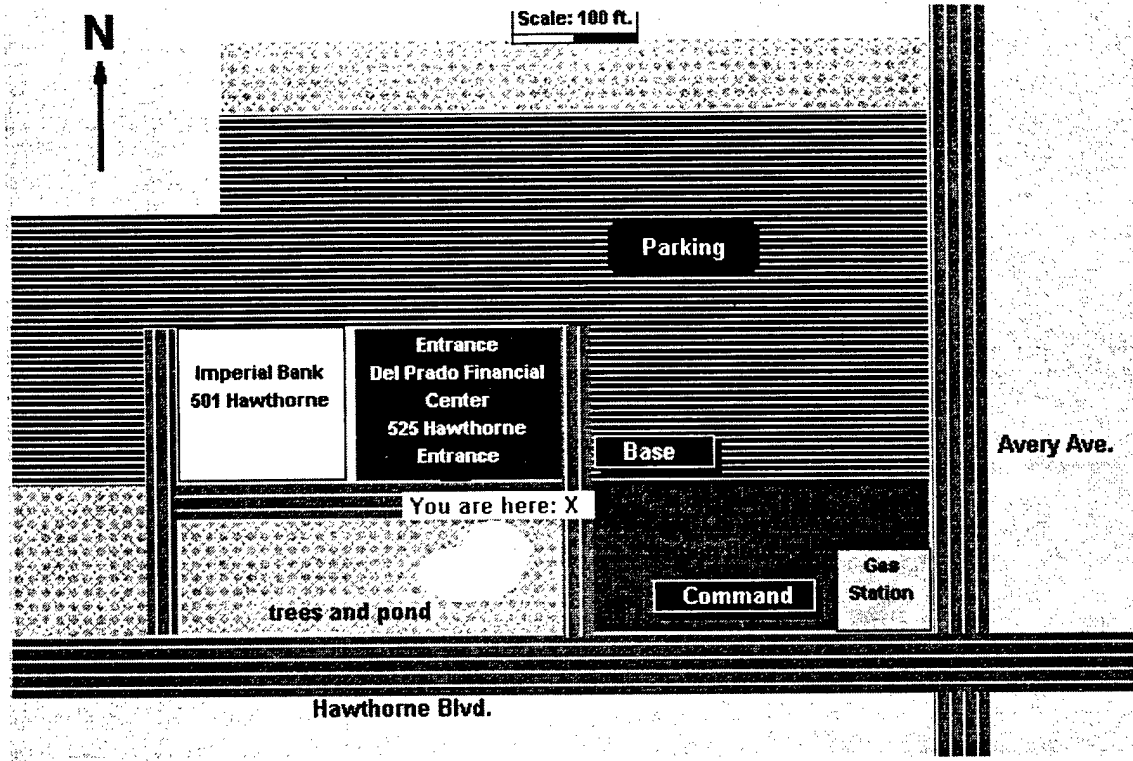 N
Scale: 100 ft.
Parking
Imperial Bank
501 Hawthorne
Entrance
Del Prado Financial
Center
525 Hawthorne
Entrance
Base
Avery Ave.
You are here: X
Gas
Station
Command
trees and pond
Hawthorne Blvd.